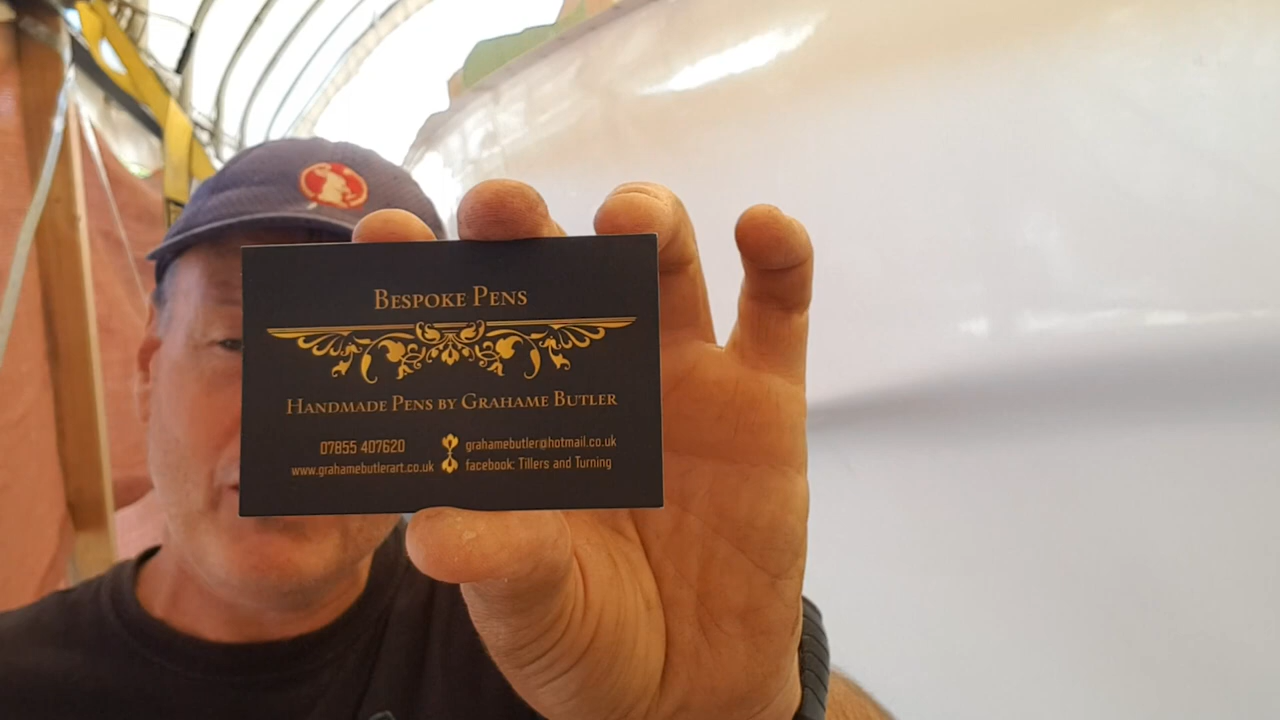 Bespoke Pens
Handmade Pens by Grahame Butler
07855 407620
www.grahamebutlerart.co.uk
grahamebutler@hotmail.co.uk
facebook: Tillers and Turning